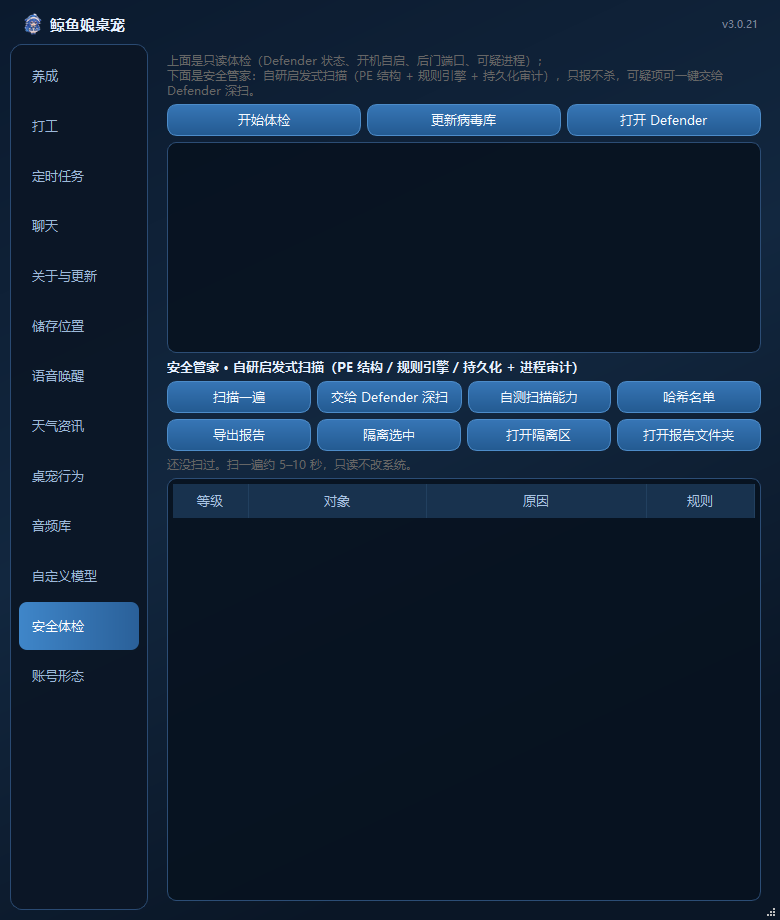 鲸鱼娘桌宠
v3.0.21
养成
打工
定时任务
聊天
关于与更新
储存位置
语音唤醒
天气资讯
桌宠行为
音频库
自定义模型
安全体检
账号形态
上面是只读体检（Defender 状态、开机自启、后门端口、可疑进程）；
下面是安全管家：自研启发式扫描（PE 结构 + 规则引擎 + 持久化审计），只报不杀，可疑项可一键交给
Defender 深扫。
开始体检
更新病毒库
打开 Defender
安全管家 • 自研启发式扫描（PE 结构 / 规则引擎 / 持久化 + 进程审计）
扫描一遍
交给 Defender 深扫
自测扫描能力
哈希名单
导出报告
隔离选中
打开隔离区
打开报告文件夹
还没扫过。扫一遍约 5–10 秒，只读不改系统。
等级
对象
原因
规则